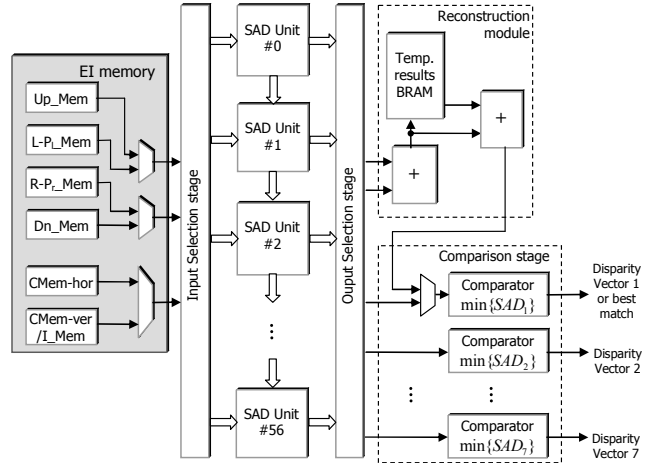 EI memory
Up_Mem
L-Pl_Mem
R-Pr_Mem
Dn_Mem
CMem-hor
CMem-ver
/I_Mem
Input Selection stage
SAD Unit
#0
SAD Unit
#1
SAD Unit
#2
⋮
SAD Unit
#56
Ouput Selection stage
Reconstruction
module
Temp.
results
BRAM
+
+
Comparison stage
Comparator
min{SAD1}
Comparator
min{SAD2}
⋮
⋮
Comparator
min{SAD7}
Disparity
Vector 1
or best
match
Disparity
Vector 2
Disparity
Vector 7